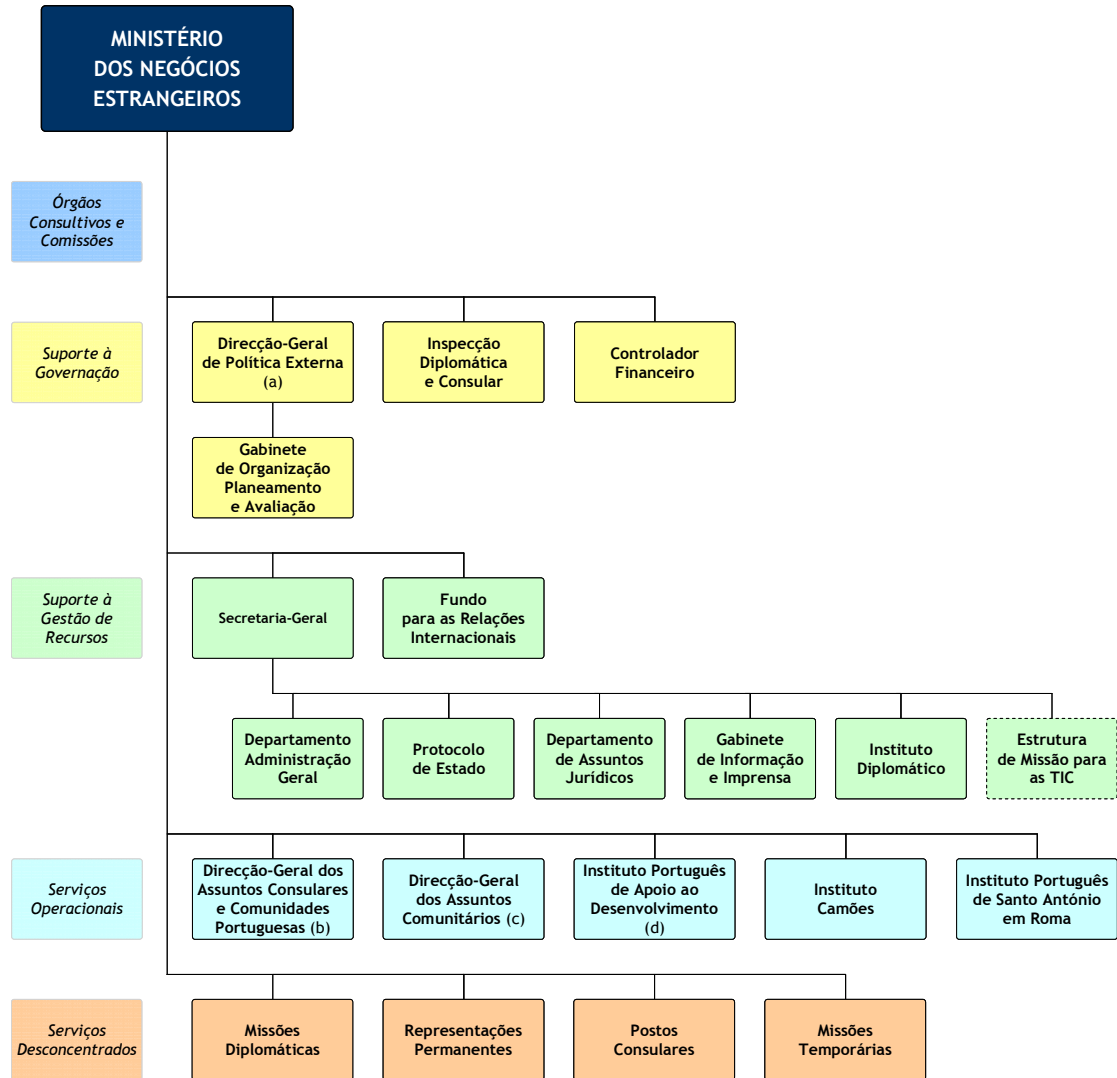 MINISTÉRIO
DOS NEGÓCIOS
ESTRANGEIROS
Órgãos
Consultivos e
Comissões
Suporte à
Governação
Direcção-Geral
de Política Externa
(a)
Inspecção
Diplomática
e Consular
Controlador
Financeiro
Gabinete
de Organização
Planeamento
e Avaliação
Suporte à
Gestão de
Recursos
Secretaria-Geral
Fundo
para as Relações
Internacionais
Departamento
Administração
Geral
Protocolo
de Estado
Departamento
de Assuntos
Jurídicos
Gabinete
de Informação
e Imprensa
Instituto
Diplomático
Estrutura
de Missão para
as TIC
Serviços
Operacionais
Direcção-Geral dos
Assuntos Consulares
e Comunidades
Portuguesas (b)
Direcção-Geral
dos Assuntos
Comunitários (c)
Instituto Português
de Apoio ao
Desenvolvimento
(d)
Instituto
Camões
Instituto Português
de Santo António
em Roma
Serviços
Desconcentrados
Missões
Diplomáticas
Representações
Permanentes
Postos
Consulares
Missões
Temporárias